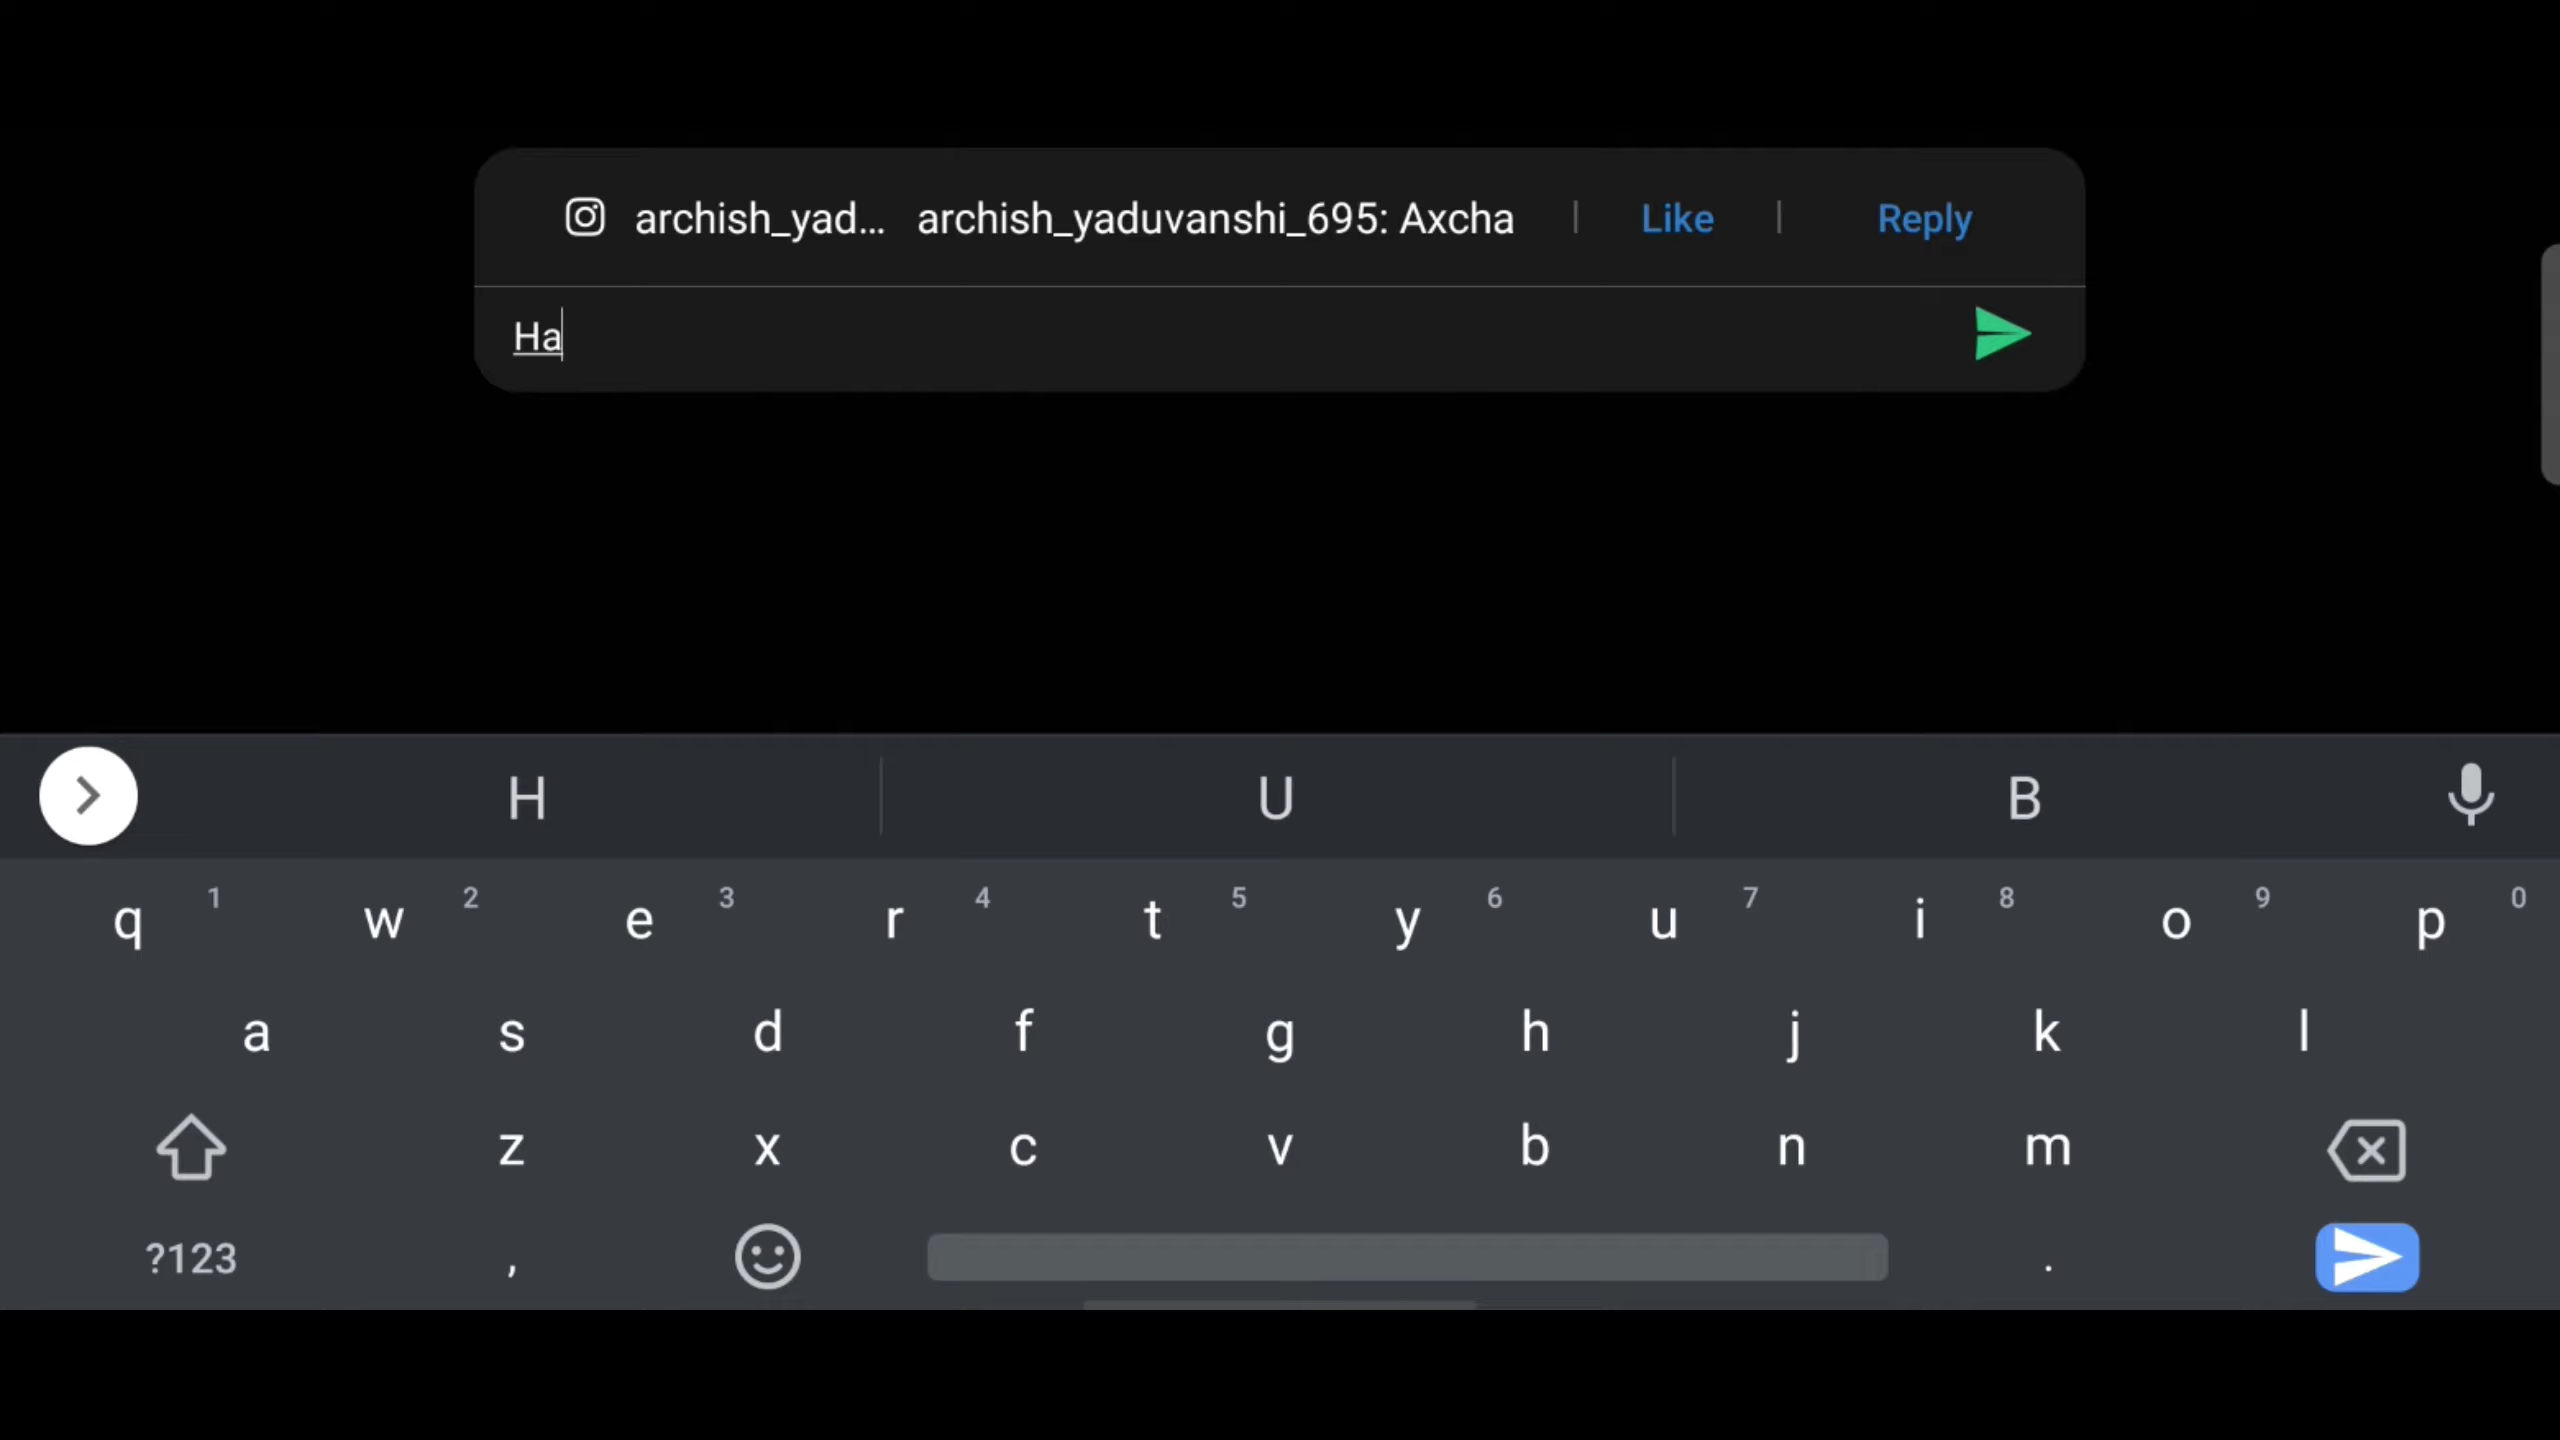 archish_yad... archish_yaduvanshi_695: Axcha | Like | Reply
Ha
H U B
q 1 w 2 e 3 r 4 t 5 y 6 u 7 i 8 o 9 p 0
a s d f g h j k l
z x c v b n m
?123 , .